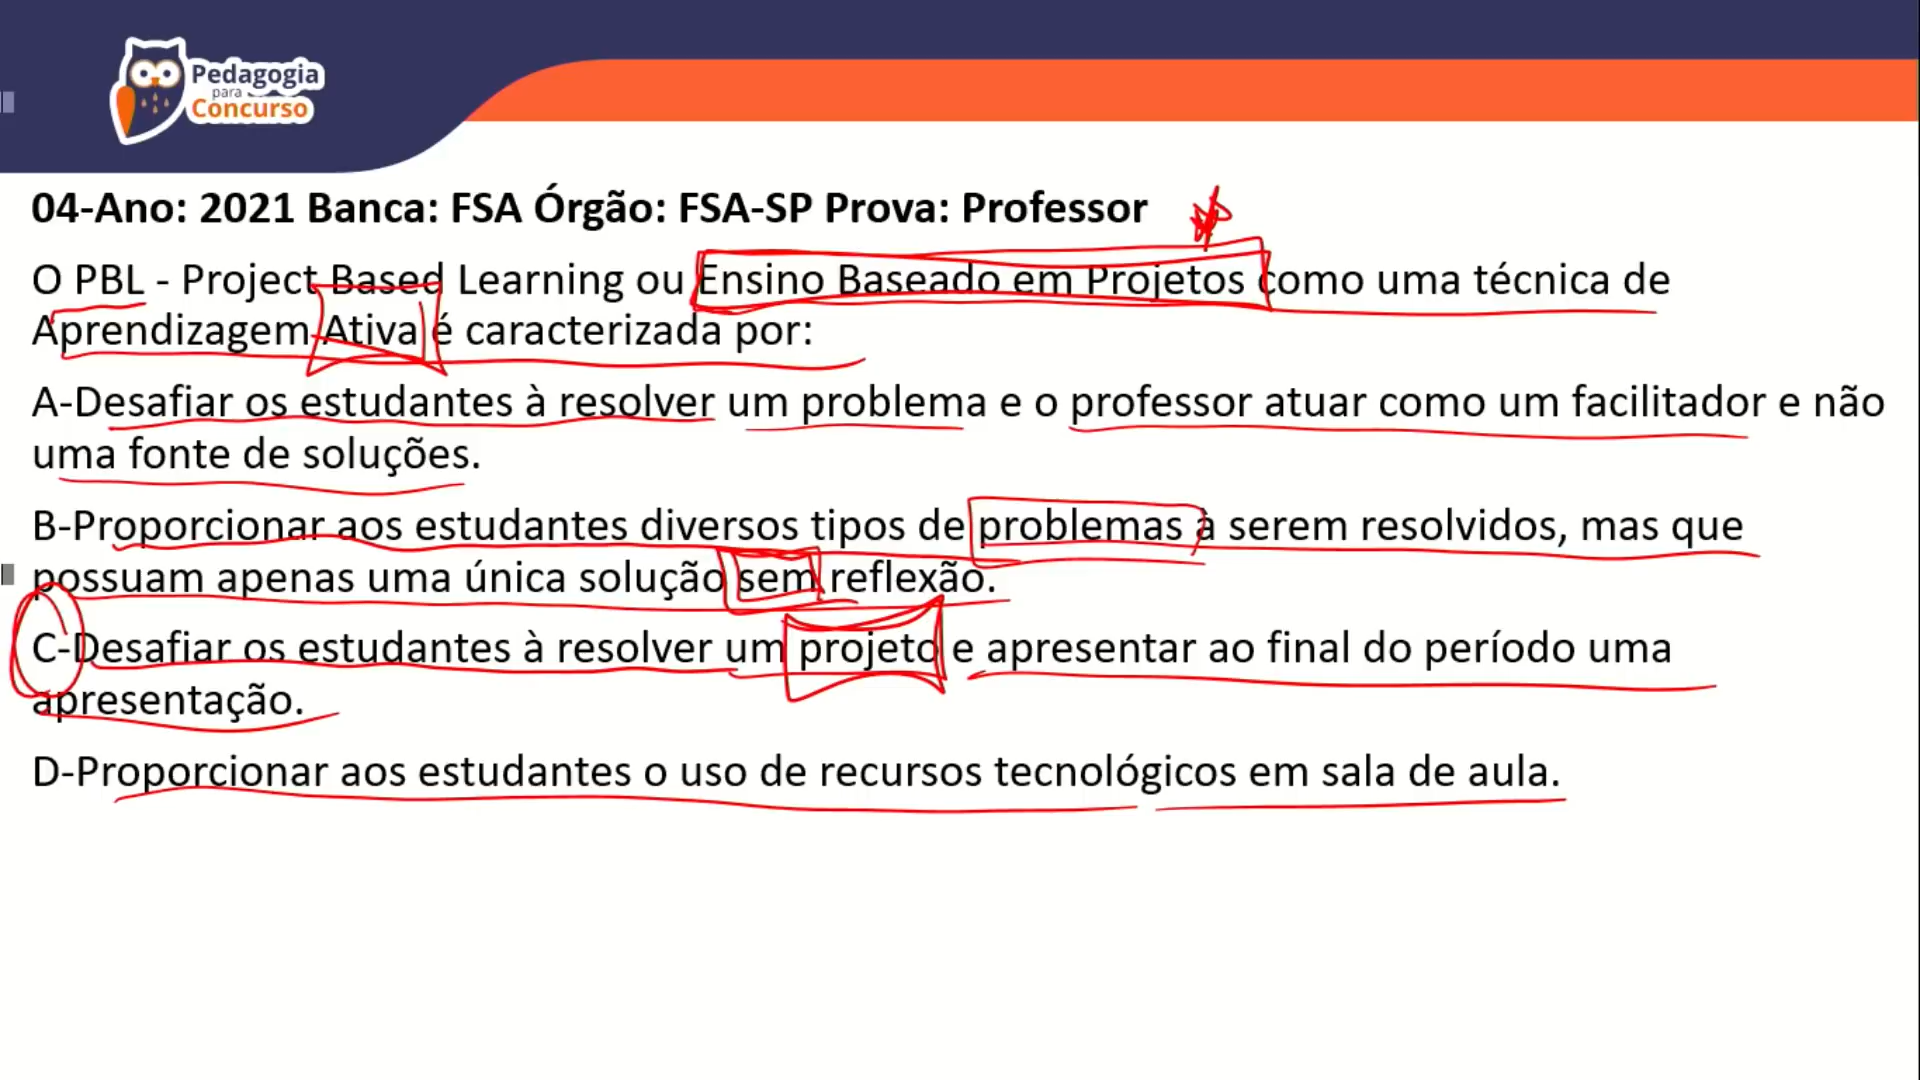 Pedagogia
para
Concurso
04-Ano: 2021 Banca: FSA Órgão: FSA-SP Prova: Professor
O PBL - Project Based Learning ou Ensino Baseado em Projetos como uma técnica de
Aprendizagem Ativa é caracterizada por:
A-Desafiar os estudantes à resolver um problema e o professor atuar como um facilitador e não
uma fonte de soluções.
B-Proporcionar aos estudantes diversos tipos de problemas à serem resolvidos, mas que
possuam apenas uma única solução sem reflexão.
C-Desafiar os estudantes à resolver um projeto e apresentar ao final do período uma
apresentação.
D-Proporcionar aos estudantes o uso de recursos tecnológicos em sala de aula.